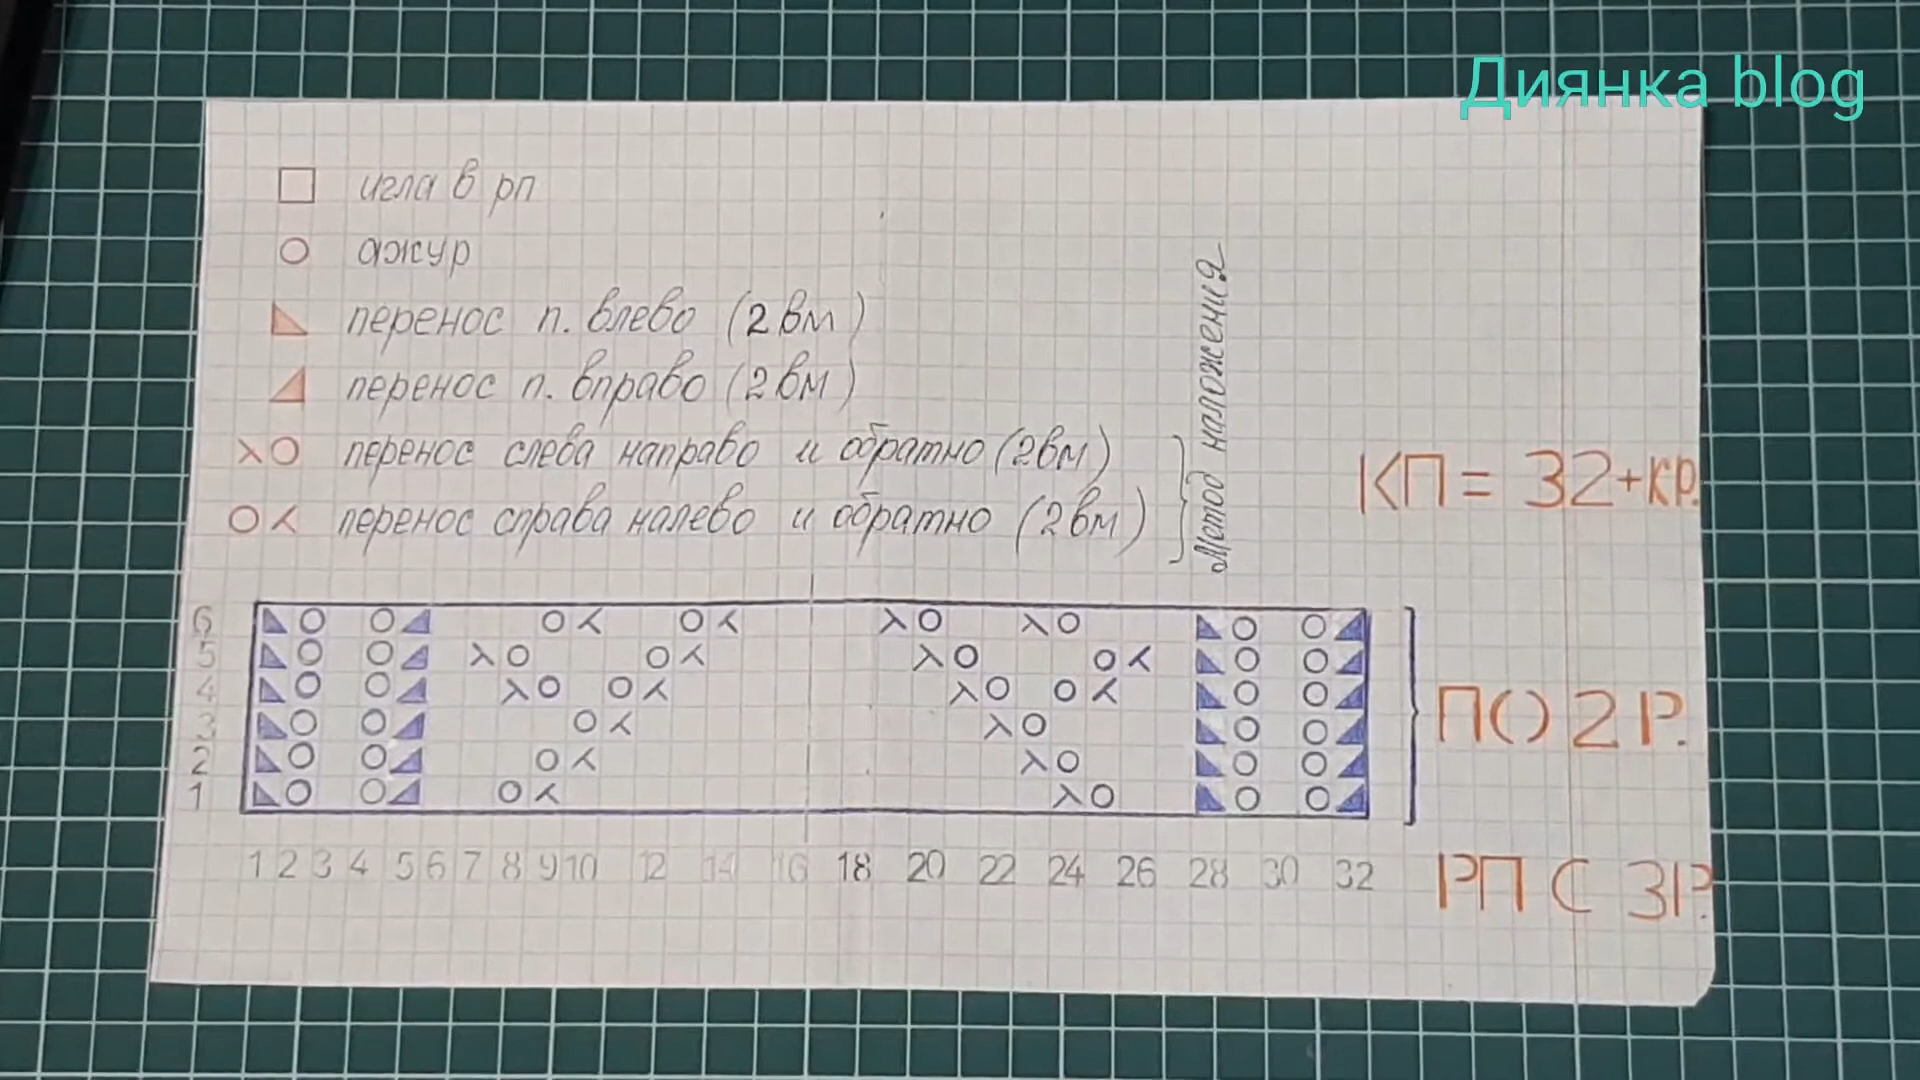 Диянка blog
игла в рп
ажур
перенос п. влево (2вм)
перенос п. вправо (2вм)
λO перенос слева направо и обратно (2вм)
O< перенос справа налево и обратно (2вм)
Метод наложения
КП = 32+КР.
6
5
4
3
2
1
ПО 2Р.
1 2 3 4 5 6 7 8 9 10 12 14 16 18 20 22 24 26 28 30 32
РП С 3Р.